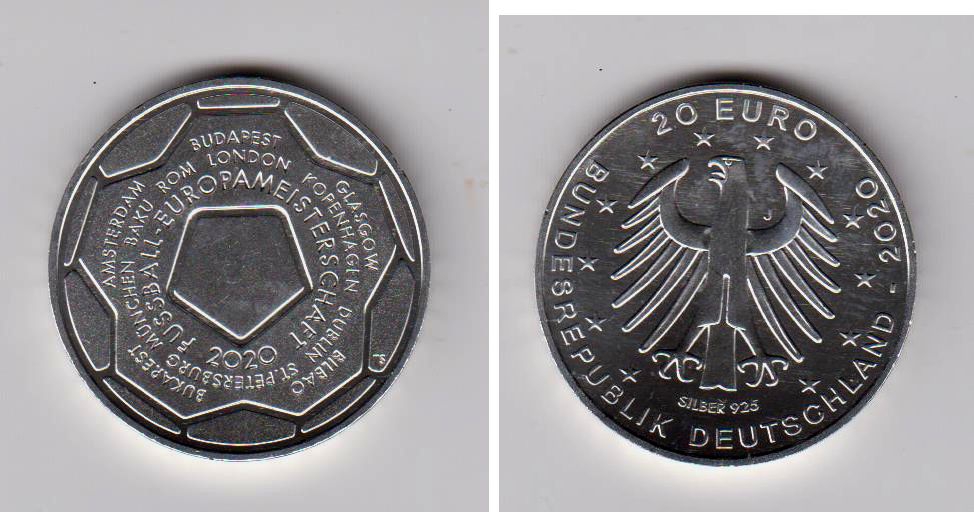 BUDAPEST
GLASGOW
AMSTERDAM
ROM LONDON
KOPENHAGEN DUBLIN
BILBAO
ST.PETERSBURG
MÜNCHEN BAKU
BUKAREST
FUSSBALL-EUROPAMEISTERSCHAFT
2020
TS
20 EURO
BUNDESREPUBLIK DEUTSCHLAND - 2020
J
SILBER 925